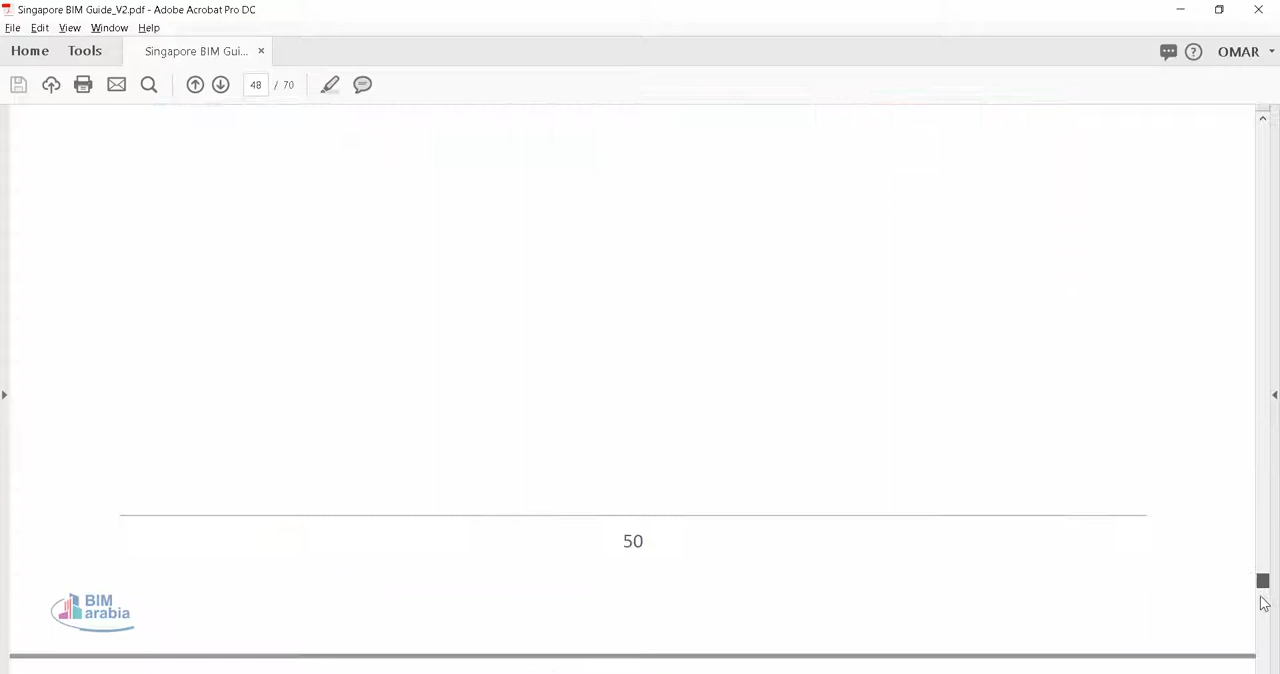 Singapore BIM Guide_V2.pdf - Adobe Acrobat Pro DC
File Edit View Window Help
Home Tools Singapore BIM Gui... × OMAR
48 / 70
50
BIM
arabia